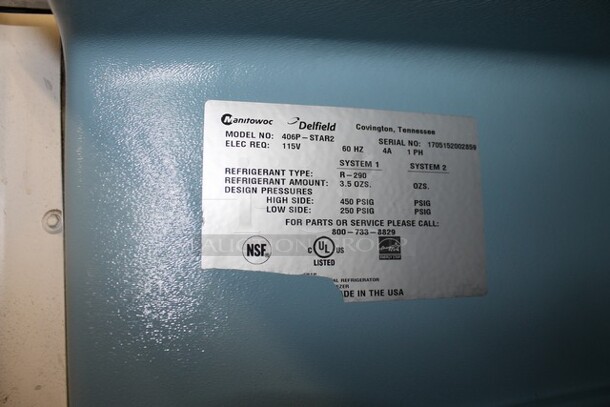 Manitowoc Delfield Covington, Tennessee
MODEL NO: 406P-STAR2 SERIAL NO: 1705152002859
ELEC REQ: 115V 60 HZ 4A 1 PH
SYSTEM 1 SYSTEM 2
REFRIGERANT TYPE: R-290
REFRIGERANT AMOUNT: 3.5 OZS. OZS.
DESIGN PRESSURES
HIGH SIDE: 450 PSIG PSIG
LOW SIDE: 250 PSIG PSIG
FOR PARTS OR SERVICE PLEASE CALL:
800-733-8829
NSF® C UL US
LISTED
REFRIGERATOR
DE IN THE USA